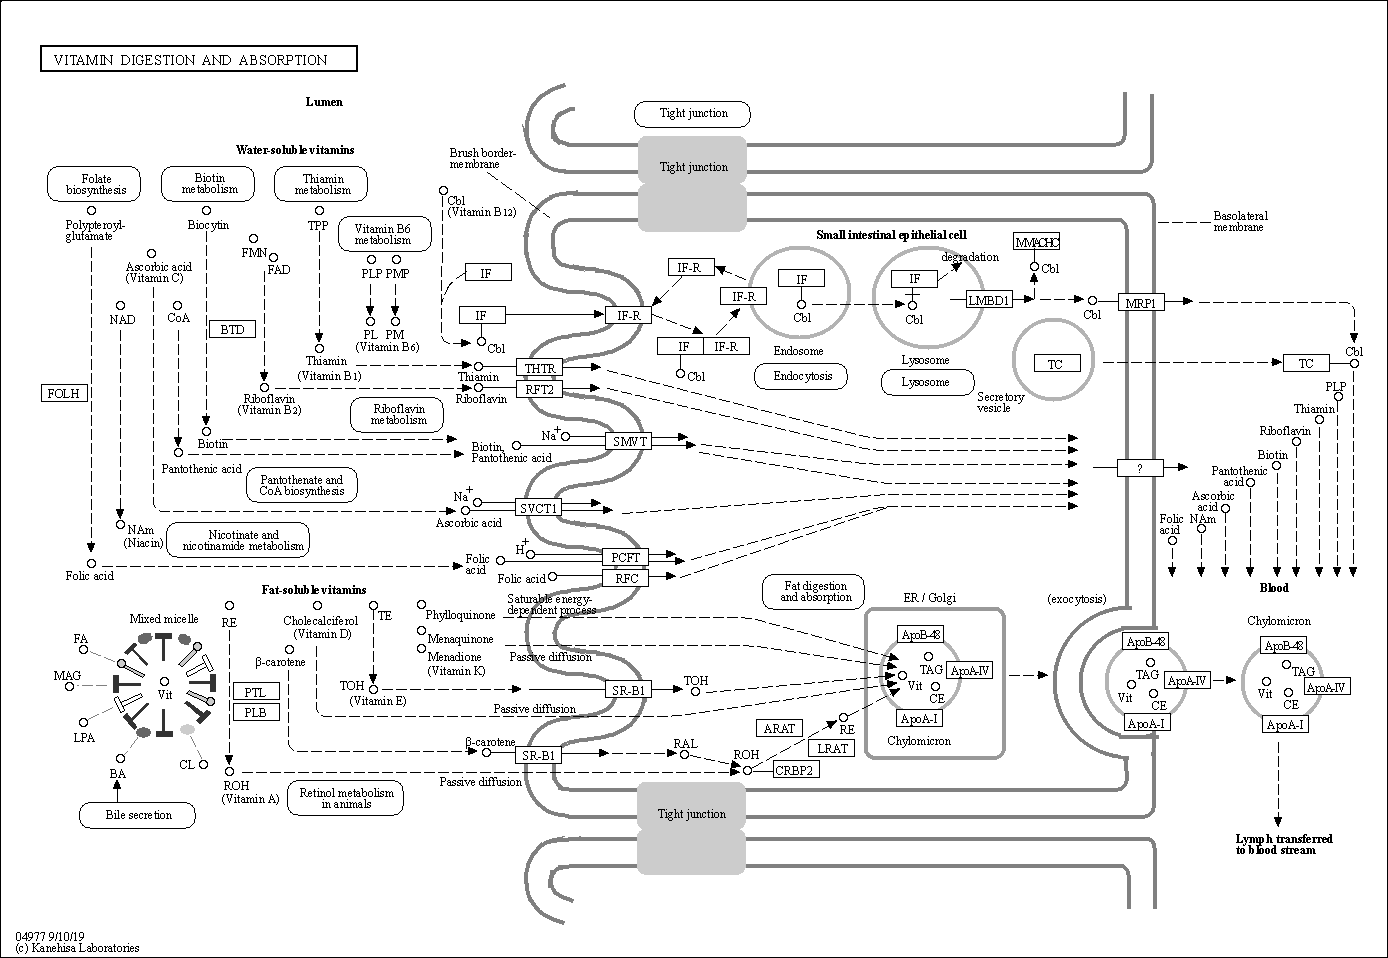 VITAMIN DIGESTION AND ABSORPTION
Lumen
Water-soluble vitamins
Folate
biosynthesis
Biotin
metabolism
Thiamin
metabolism
Vitamin B6
metabolism
Polypteroyl-
glutamate
Biocytin
TPP
Ascorbic acid
(Vitamin C)
FMN
FAD
PLP
PMP
NAD
CoA
BTD
PL
PM
(Vitamin B6)
Thiamin
(Vitamin B1)
FOLH
Riboflavin
(Vitamin B2)
Riboflavin
metabolism
Biotin
Pantothenic acid
Pantothenate and
CoA biosynthesis
NAm
(Niacin)
Nicotinate and
nicotinamide metabolism
Folic acid
Brush border-
membrane
Cbl
(Vitamin B12)
IF
IF
Cbl
IF-R
Thiamin
THTR
Riboflavin
RFT2
Na+
Biotin,
Pantothenic acid
SMVT
Na+
Ascorbic acid
SVCT1
H+
Folic
acid
PCFT
Folic acid
RFC
Tight junction
Tight junction
Small intestinal epithelial cell
IF-R
IF-R
IF
IF-R
Cbl
IF
Cbl
Endosome
Endocytosis
IF
degradation
Cbl
LMBD1
Lysosome
Lysosome
MMACHC
Cbl
Cbl
MRP1
TC
Secretory
vesicle
Basolateral
membrane
TC
Cbl
PLP
Thiamin
Riboflavin
Biotin
Pantothenic
acid
Ascorbic
acid
NAm
Folic
acid
?
Blood
Fat-soluble vitamins
Mixed micelle
FA
MAG
LPA
BA
CL
Vit
Bile secretion
RE
PTL
PLB
ROH
(Vitamin A)
β-carotene
Cholecalciferol
(Vitamin D)
TE
TOH
(Vitamin E)
Phylloquinone
Menaquinone
Menadione
(Vitamin K)
Retinol metabolism
in animals
Saturable energy-
dependent process
Passive diffusion
Passive diffusion
β-carotene
Passive diffusion
SR-B1
TOH
SR-B1
RAL
ROH
CRBP2
ARAT
LRAT
RE
Fat digestion
and absorption
ER / Golgi
ApoB-48
TAG
ApoA-IV
Vit
CE
ApoA-I
Chylomicron
(exocytosis)
ApoB-48
TAG
ApoA-IV
Vit
CE
ApoA-I
Chylomicron
ApoB-48
TAG
ApoA-IV
Vit
CE
ApoA-I
Lymph transferred
to blood stream
Tight junction
04977 9/10/19
(c) Kanehisa Laboratories